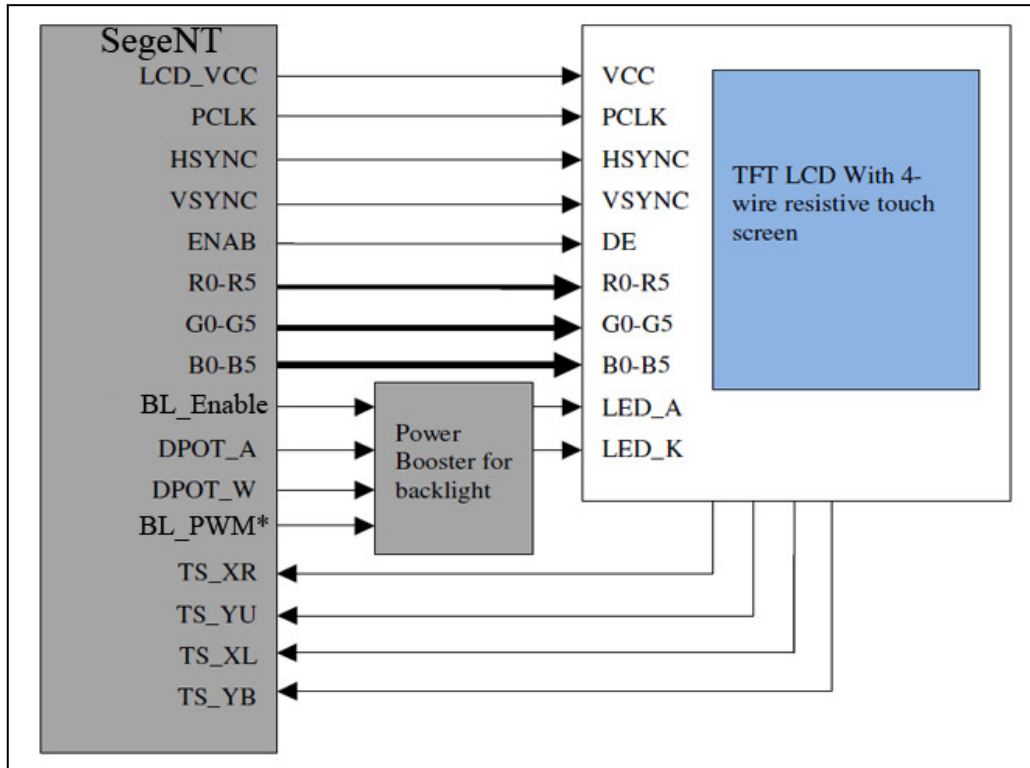 SegeNT
LCD_VCC
PCLK
HSYNC
VSYNC
ENAB
R0-R5
G0-G5
B0-B5
BL_Enable
DPOT_A
DPOT_W
BL_PWM*
TS_XR
TS_YU
TS_XL
TS_YB
Power
Booster for
backlight
VCC
PCLK
HSYNC
VSYNC
DE
R0-R5
G0-G5
B0-B5
LED_A
LED_K
TFT LCD With 4-
wire resistive touch
screen